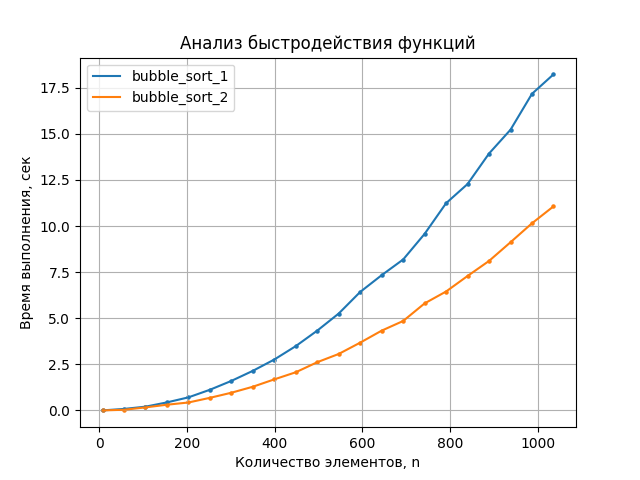 Анализ быстродействия функций
bubble_sort_1
bubble_sort_2
Время выполнения, сек
17.5
15.0
12.5
10.0
7.5
5.0
2.5
0.0
0 200 400 600 800 1000
Количество элементов, n